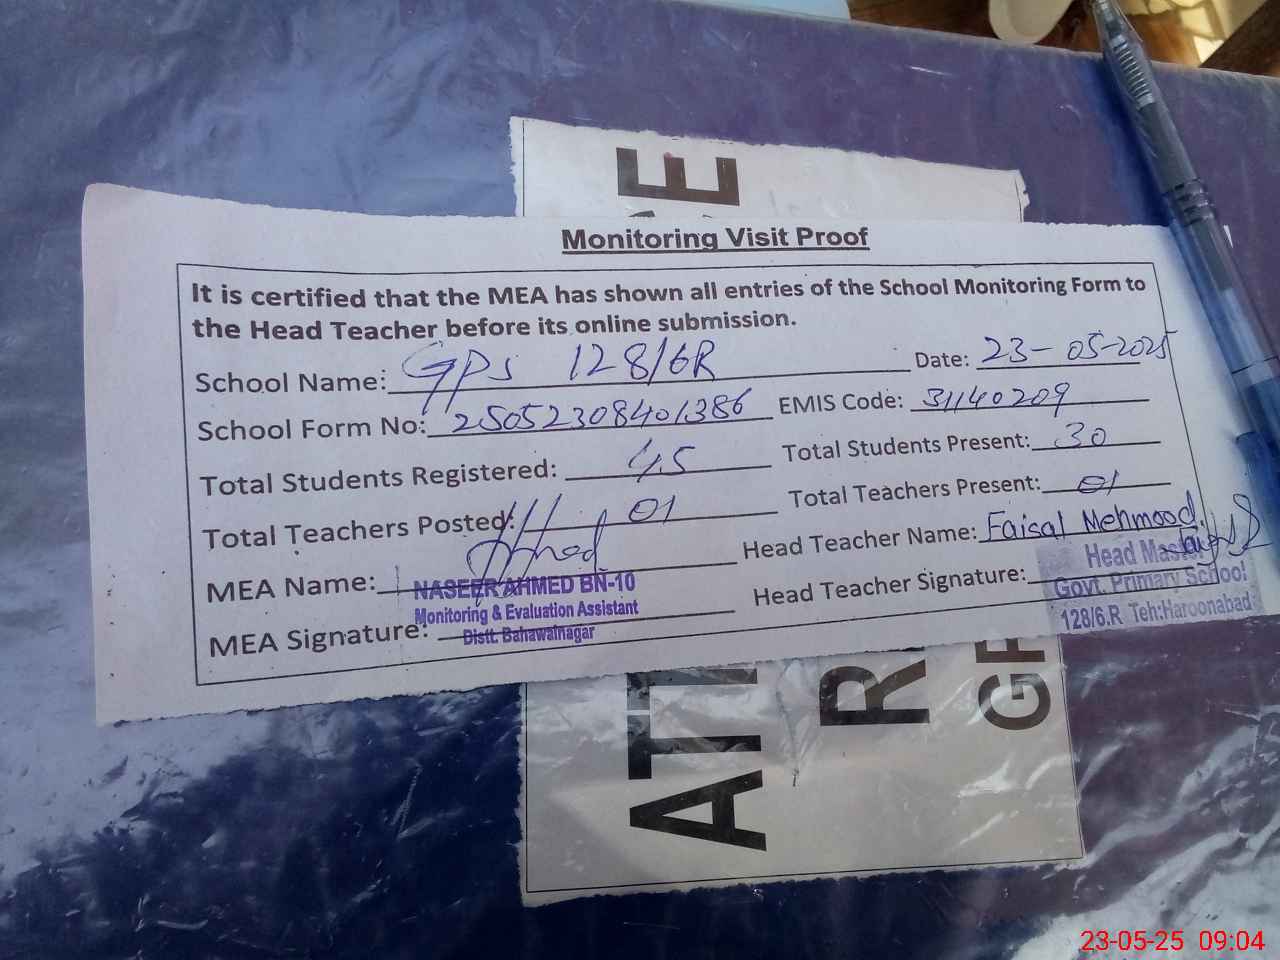 Monitoring Visit Proof
It is certified that the MEA has shown all entries of the School Monitoring Form to
the Head Teacher before its online submission.
School Name: GPS 128/6R Date: 23-05-2025
School Form No: 25052308401386 EMIS Code: 31140209
Total Students Registered: 45 Total Students Present: 30
Total Teachers Posted: 01 Total Teachers Present: 01
MEA Name: Head Teacher Name: Faisal Mehmood
NASEER AHMED BN-10
Monitoring & Evaluation Assistant
Distt. Bahawalnagar
MEA Signature: Head Teacher Signature:
Head Master
Govt. Primary School
128/6.R Teh:Haroonabad
ATT
R
GP
E
23-05-25 09:04